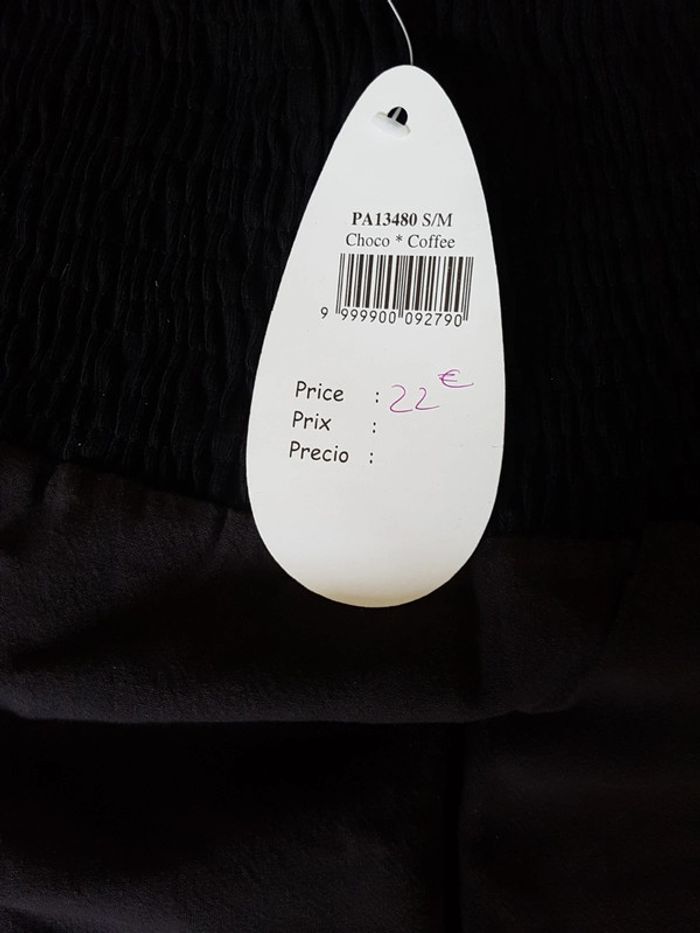 PA13480 S/M
Choco * Coffee
9 999900 092790
Price : 22 €
Prix :
Precio :